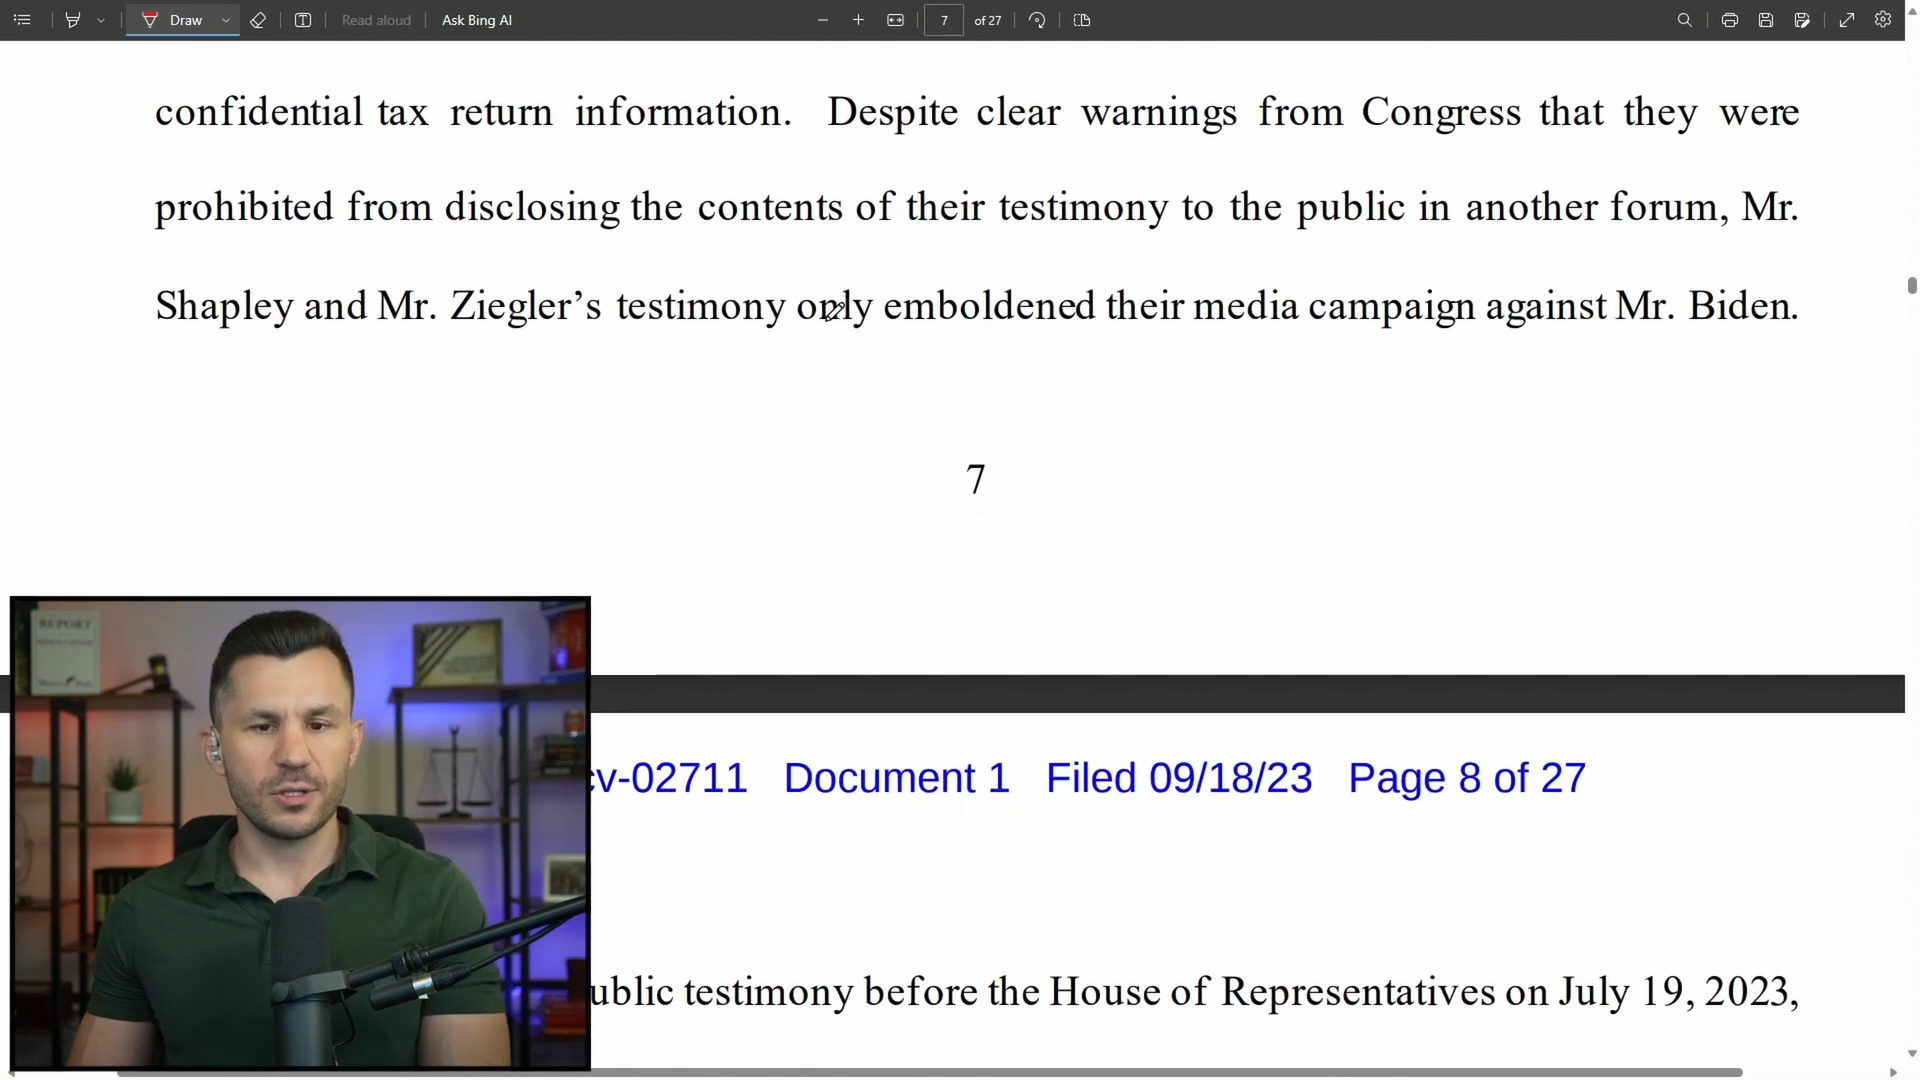 Draw
Read aloud
Ask Bing AI
7
of 27
confidential tax return information. Despite clear warnings from Congress that they were
prohibited from disclosing the contents of their testimony to the public in another forum, Mr.
Shapley and Mr. Ziegler’s testimony only emboldened their media campaign against Mr. Biden.
7
REPORT
cv-02711 Document 1 Filed 09/18/23 Page 8 of 27
ublic testimony before the House of Representatives on July 19, 2023,